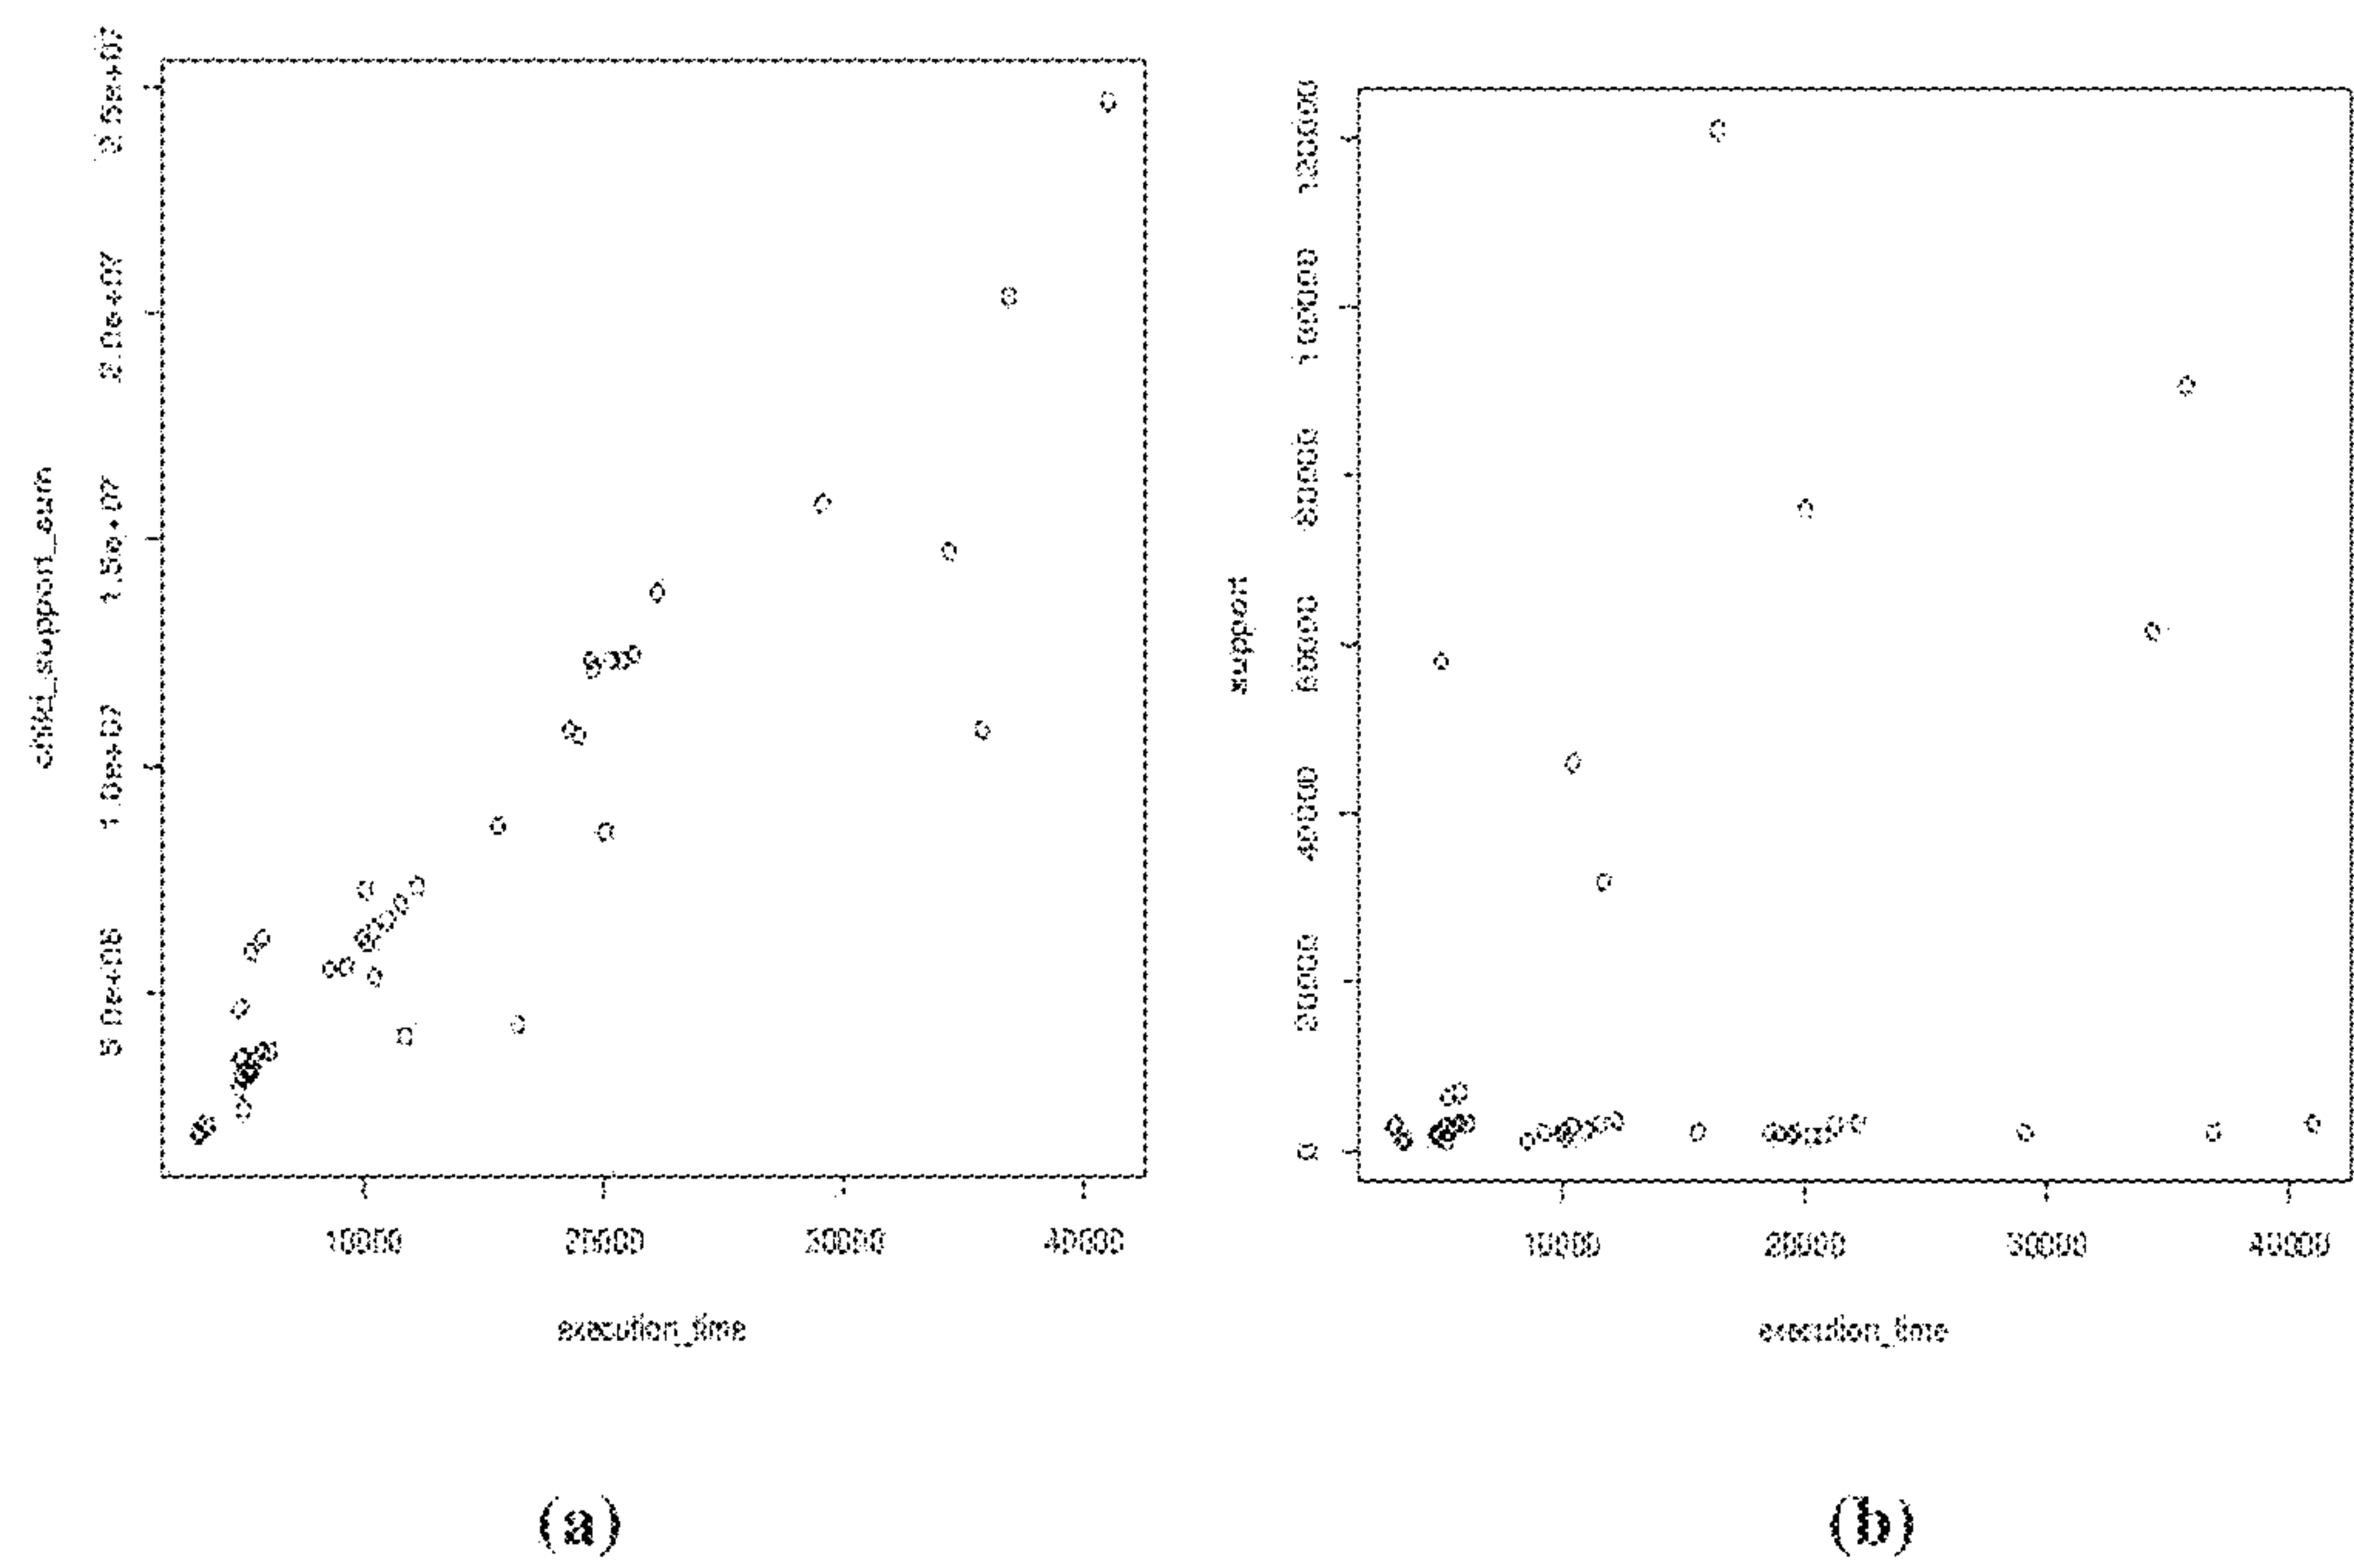 child_support_sum
5.0e+06
1.0e+07
1.5e+07
2.0e+07
2.5e+07
10000 20000 30000 40000
execution_time
(a)
support
0
20000
40000
60000
80000
100000
120000
10000 20000 30000 40000
execution_time
(b)